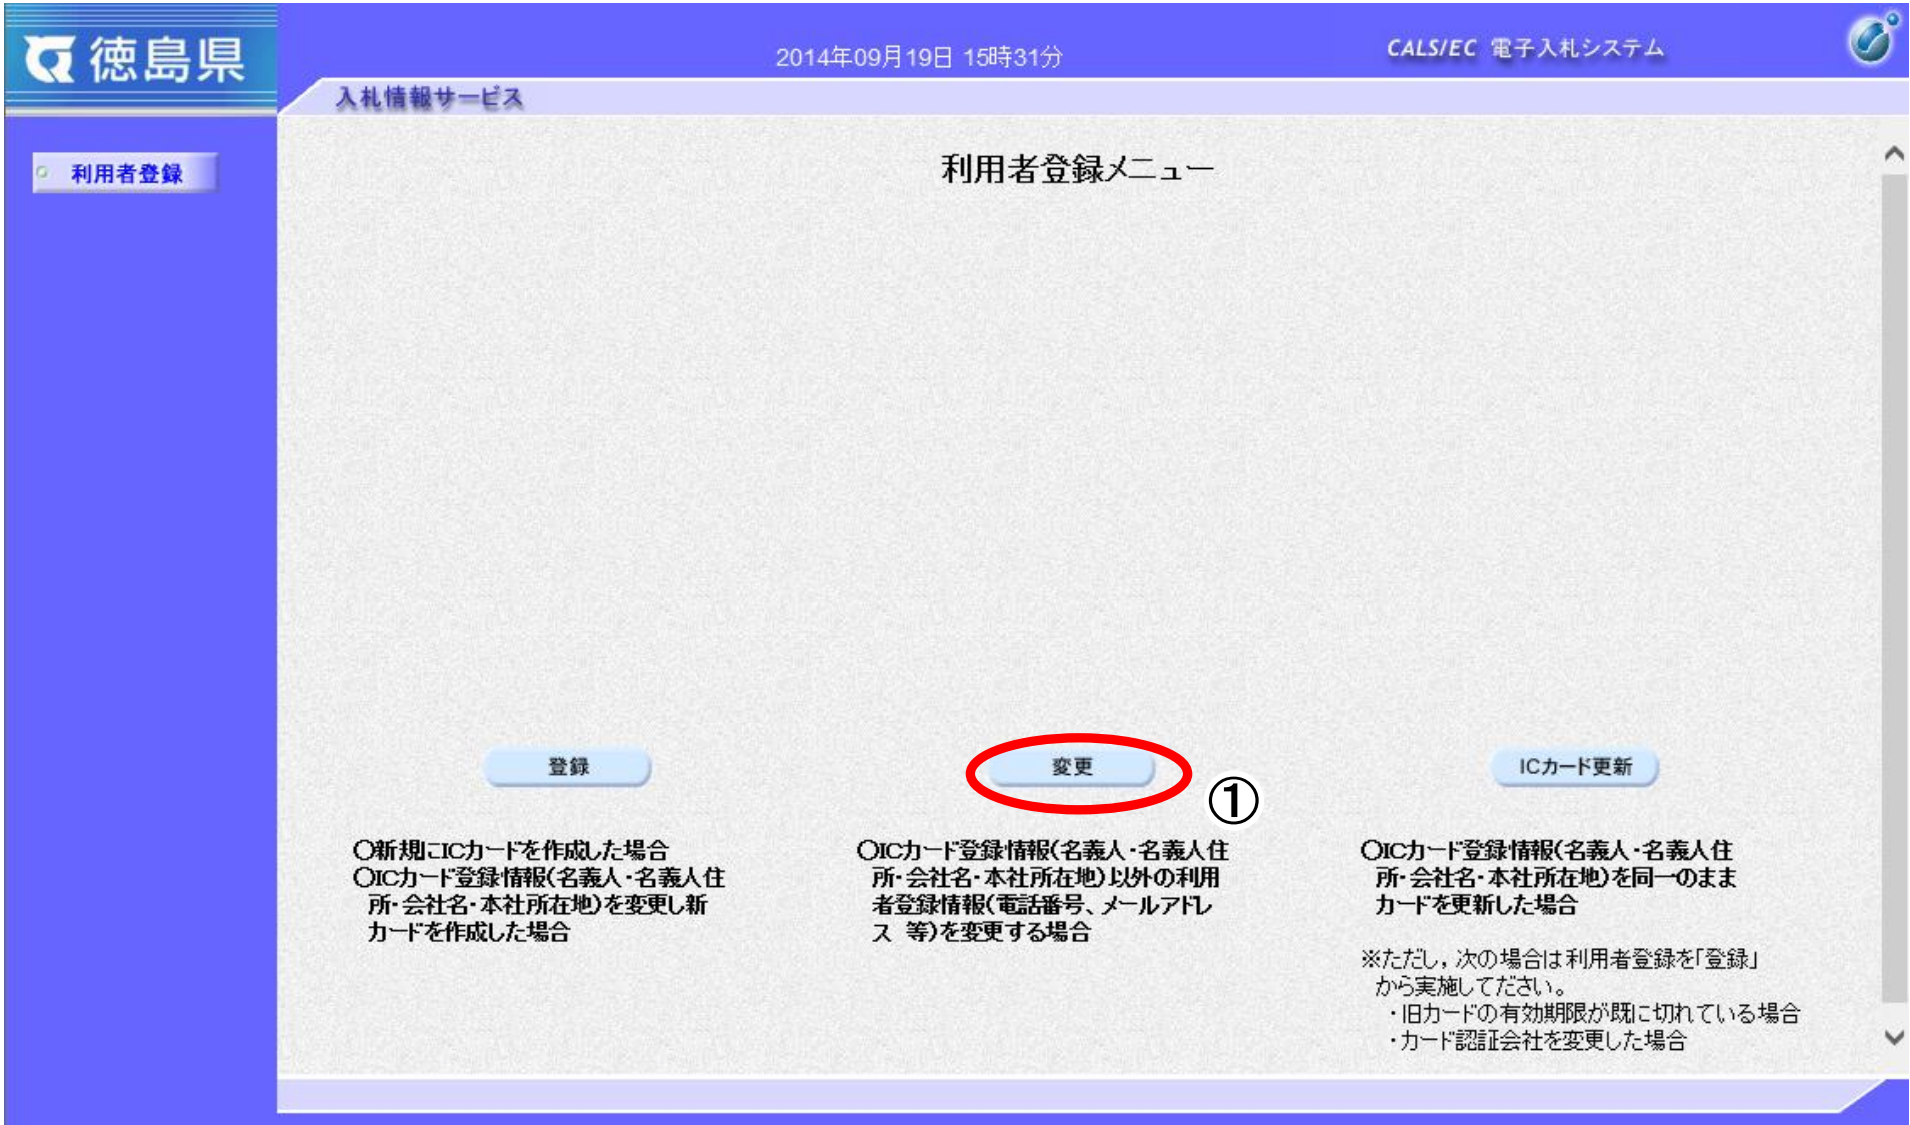 徳島県
2014年09月19日 15時31分
CALS/EC 電子入札システム
入札情報サービス
利用者登録
利用者登録メニュー
登録
変更
ICカード更新
①
○新規にICカードを作成した場合
○ICカード登録情報(名義人・名義人住
所・会社名・本社所在地)を変更し新
カードを作成した場合
○ICカード登録情報(名義人・名義人住
所・会社名・本社所在地)以外の利用
者登録情報(電話番号、メールアドレ
ス 等)を変更する場合
○ICカード登録情報(名義人・名義人住
所・会社名・本社所在地)を同一のまま
カードを更新した場合
※ただし，次の場合は利用者登録を「登録」
から実施してださい。
・旧カードの有効期限が既に切れている場合
・カード認証会社を変更した場合